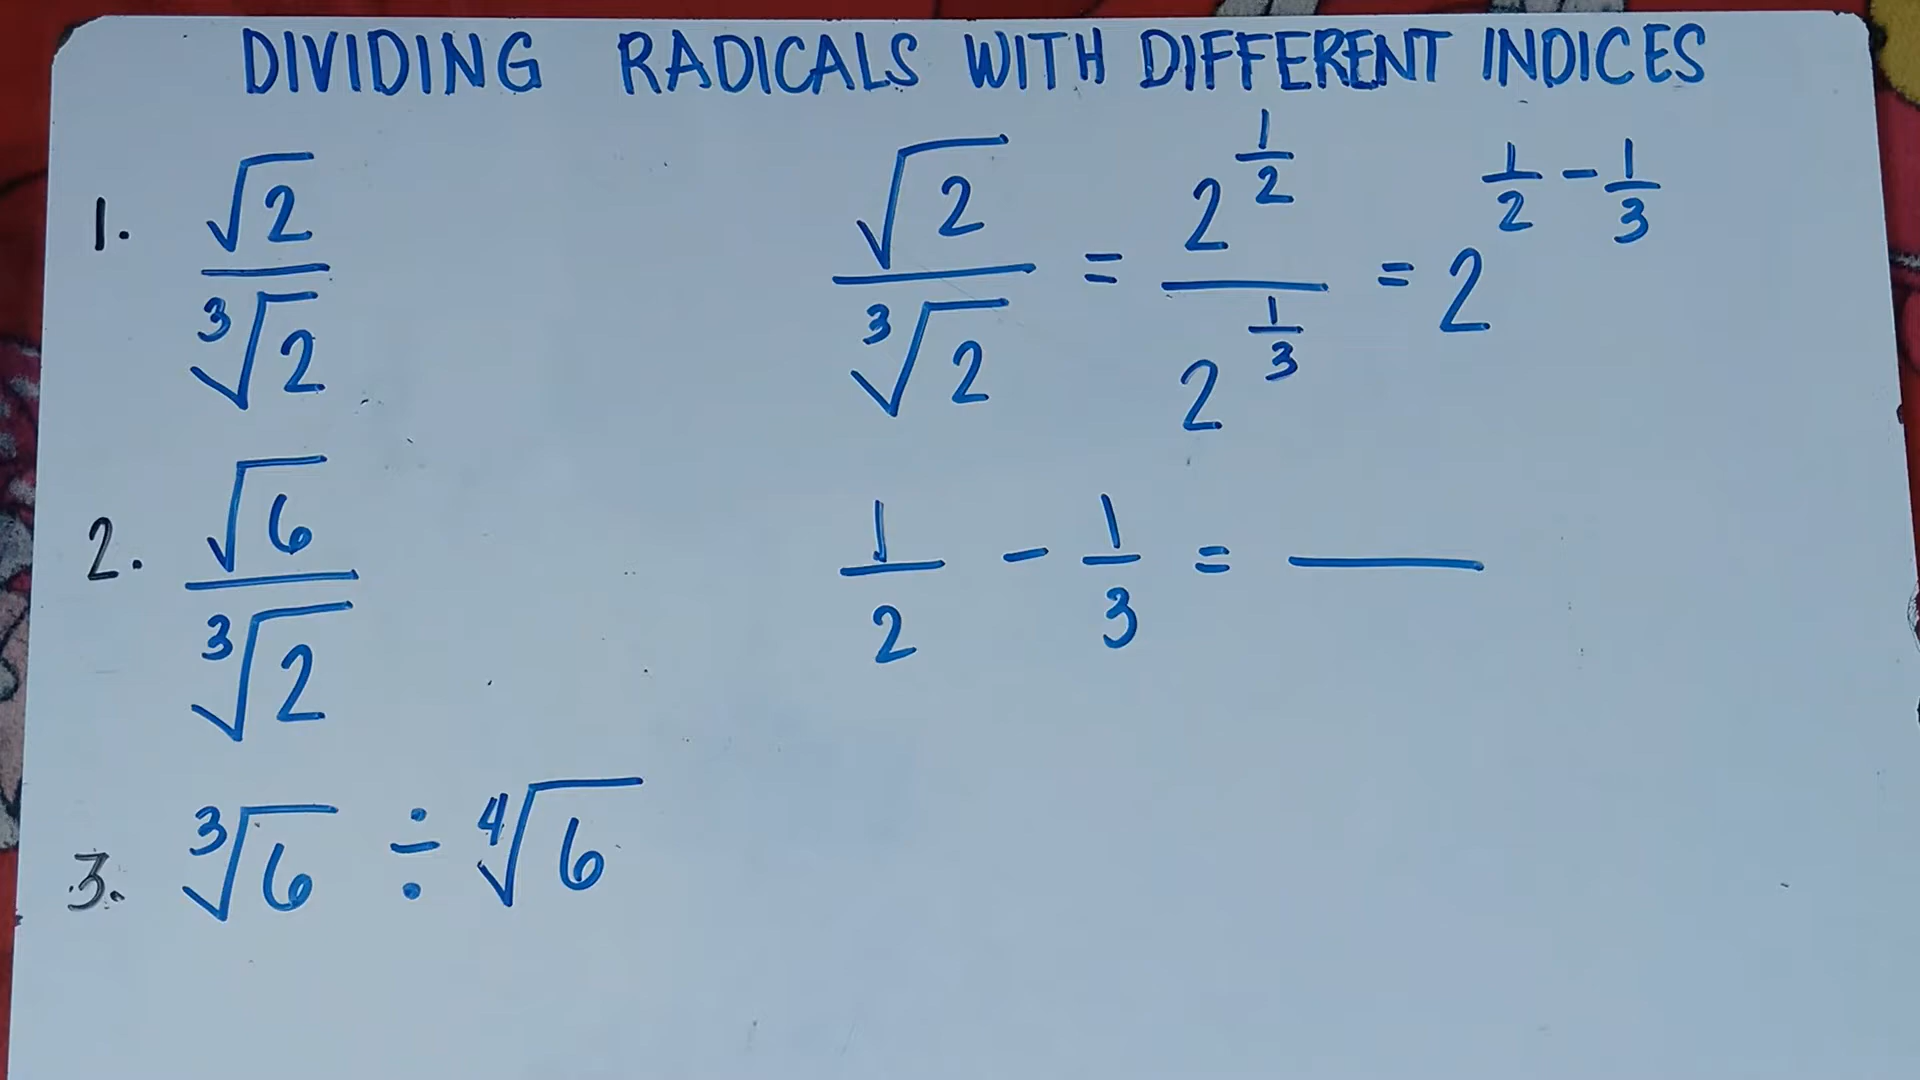 DIVIDING RADICALS WITH DIFFERENT INDICES
1. √2 / ∛2
√2 / ∛2 = 2^(1/2) / 2^(1/3) = 2^(1/2 - 1/3)
2. √6 / ∛2
1/2 - 1/3 = ___
3. ∛6 ÷ ∜6